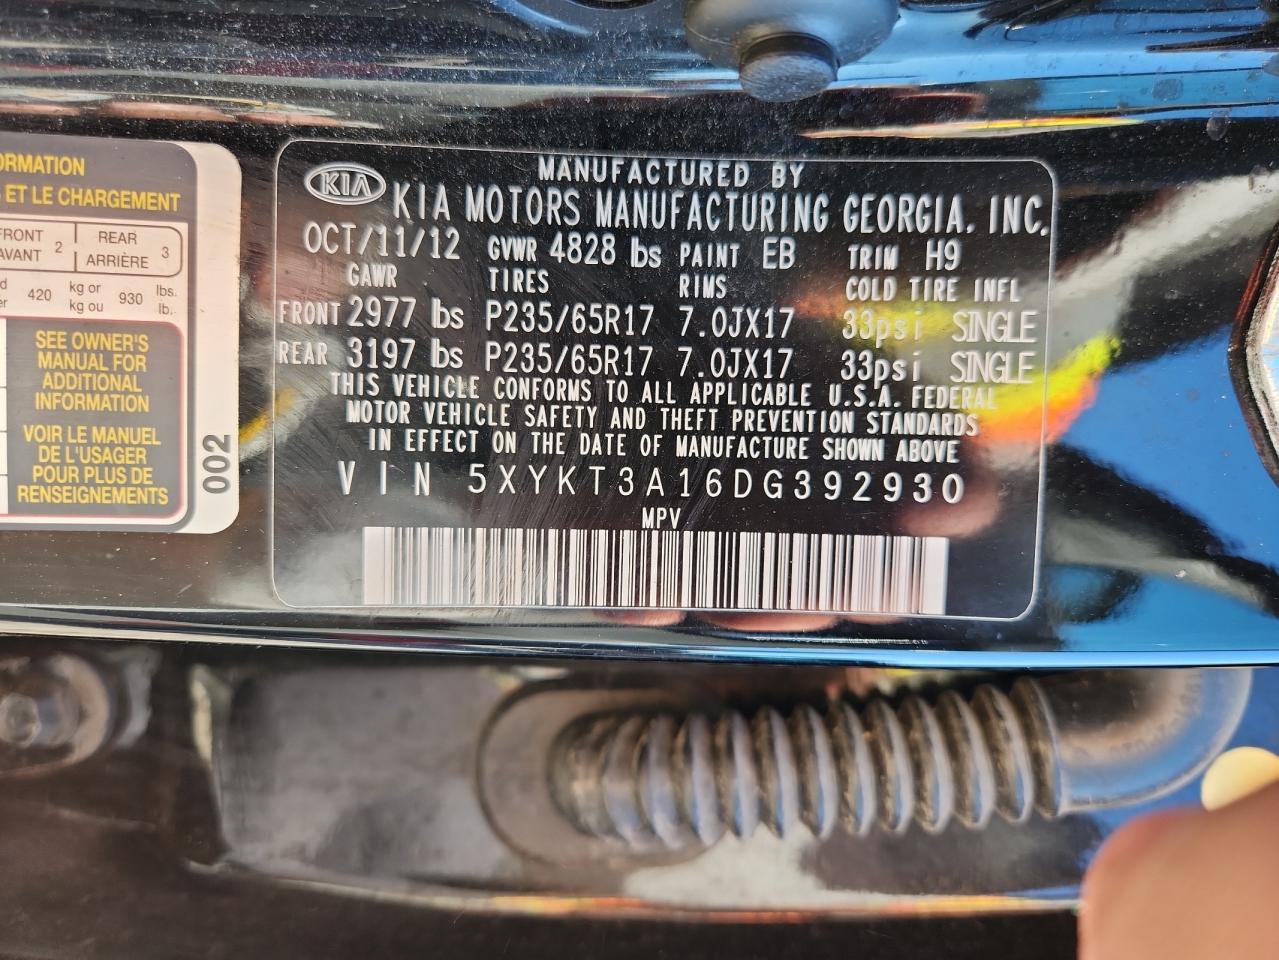 ORMATION
ET LE CHARGEMENT
FRONT
AVANT 2
REAR
ARRIÈRE 3
420 kg or
kg ou 930 lbs.
lb.
SEE OWNER'S
MANUAL FOR
ADDITIONAL
INFORMATION
VOIR LE MANUEL
DE L'USAGER
POUR PLUS DE
RENSEIGNEMENTS
002
KIA
MANUFACTURED BY
KIA MOTORS MANUFACTURING GEORGIA. INC.
OCT/11/12 GVWR 4828 lbs PAINT EB TRIM H9
GAWR TIRES RIMS COLD TIRE INFL
FRONT 2977 lbs P235/65R17 7.0JX17 33psi SINGLE
REAR 3197 lbs P235/65R17 7.0JX17 33psi SINGLE
THIS VEHICLE CONFORMS TO ALL APPLICABLE U.S.A. FEDERAL
MOTOR VEHICLE SAFETY AND THEFT PREVENTION STANDARDS
IN EFFECT ON THE DATE OF MANUFACTURE SHOWN ABOVE
VIN 5XYKT3A16DG392930
MPV